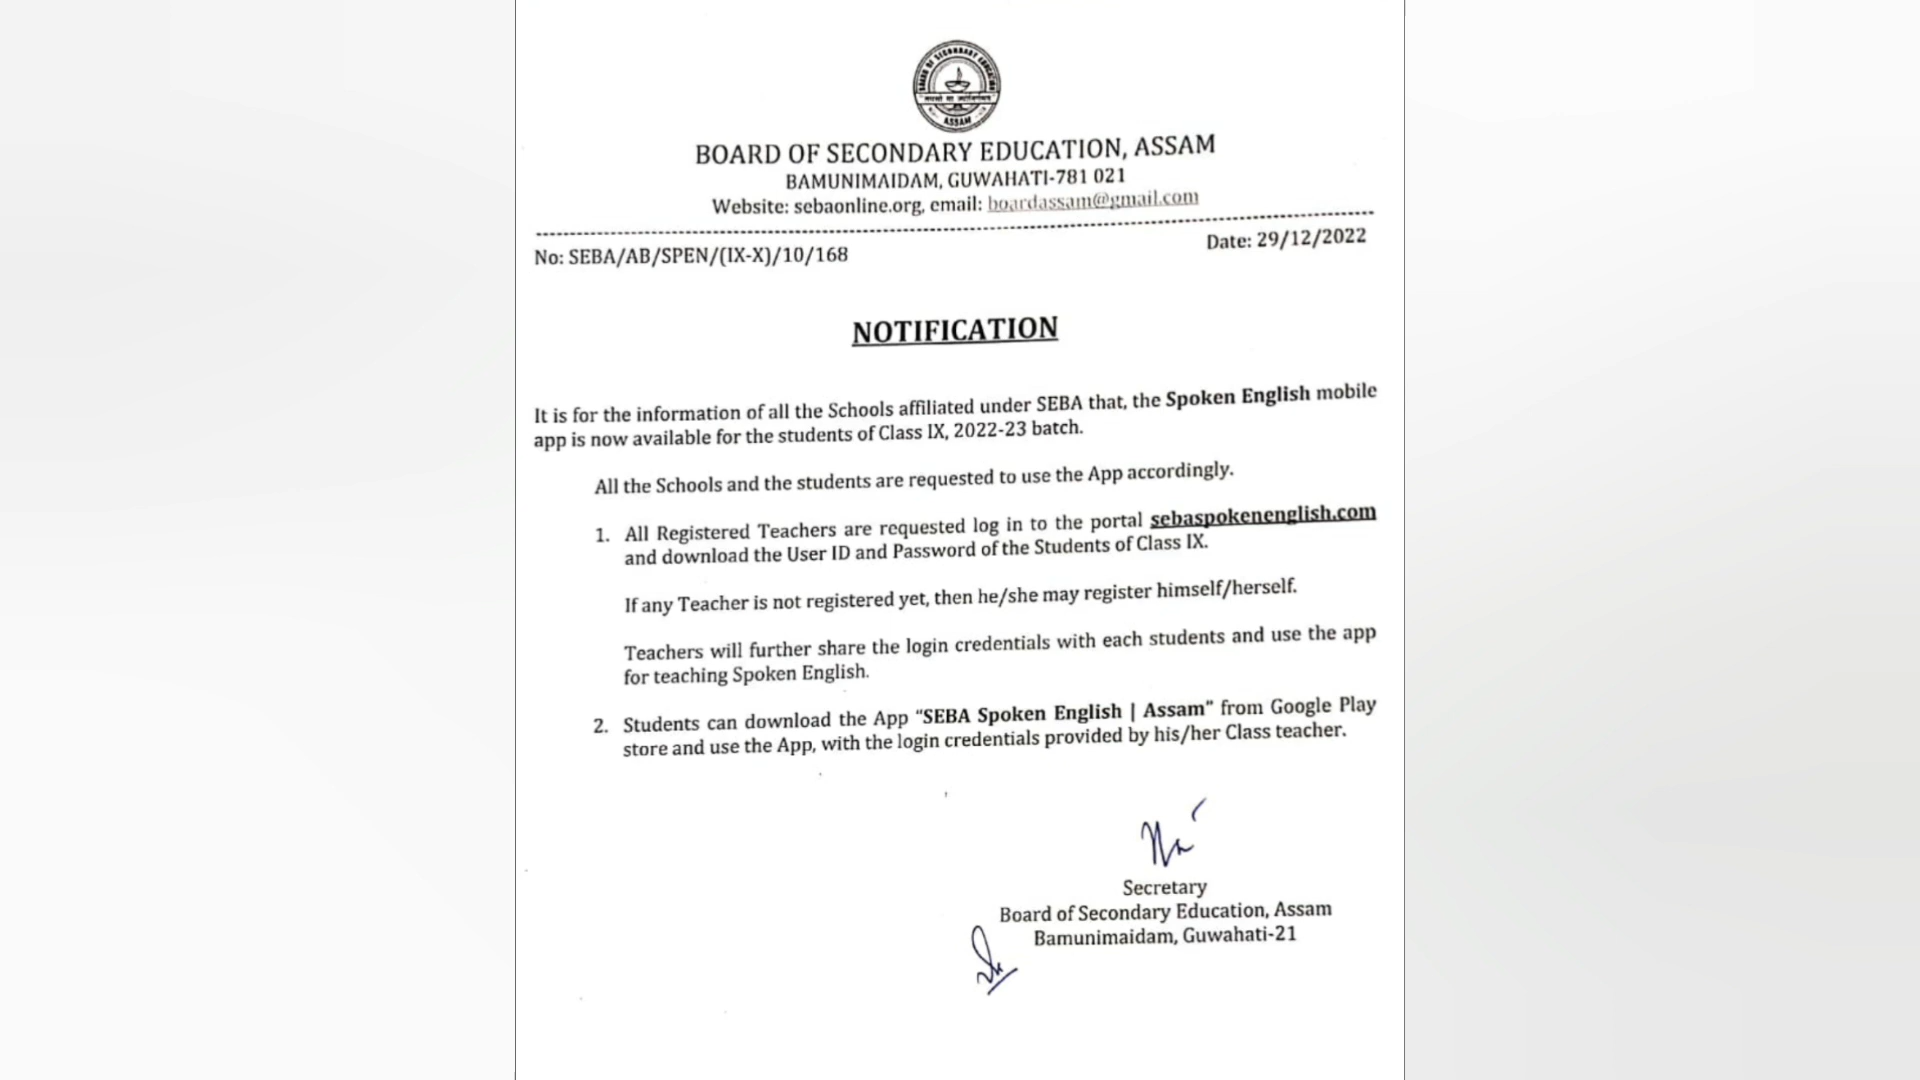 BOARD OF SECONDARY EDUCATION
ASSAM
BOARD OF SECONDARY EDUCATION, ASSAM
BAMUNIMAIDAM, GUWAHATI-781 021
Website: sebaonline.org, email: boardassam@gmail.com
No: SEBA/AB/SPEN/(IX-X)/10/168
Date: 29/12/2022
NOTIFICATION
It is for the information of all the Schools affiliated under SEBA that, the Spoken English mobile
app is now available for the students of Class IX, 2022-23 batch.
All the Schools and the students are requested to use the App accordingly.
1. All Registered Teachers are requested log in to the portal sebaspokenenglish.com
and download the User ID and Password of the Students of Class IX.
If any Teacher is not registered yet, then he/she may register himself/herself.
Teachers will further share the login credentials with each students and use the app
for teaching Spoken English.
2. Students can download the App “SEBA Spoken English | Assam” from Google Play
store and use the App, with the login credentials provided by his/her Class teacher.
Secretary
Board of Secondary Education, Assam
Bamunimaidam, Guwahati-21